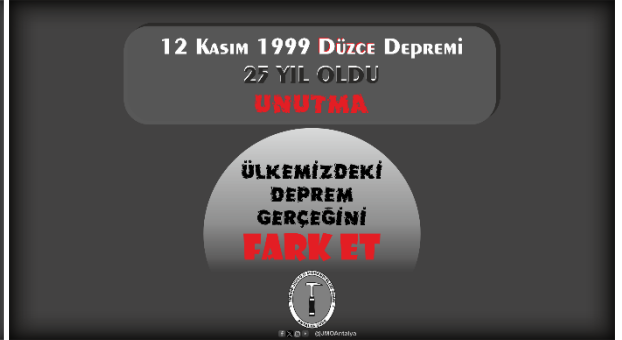 12 Kasım 1999 Düzce Depremi
25 YIL OLDU
UNUTMA
ÜLKEMİZDEKİ
DEPREM
GERÇEĞİNİ
FARK ET
@JMOAntalya